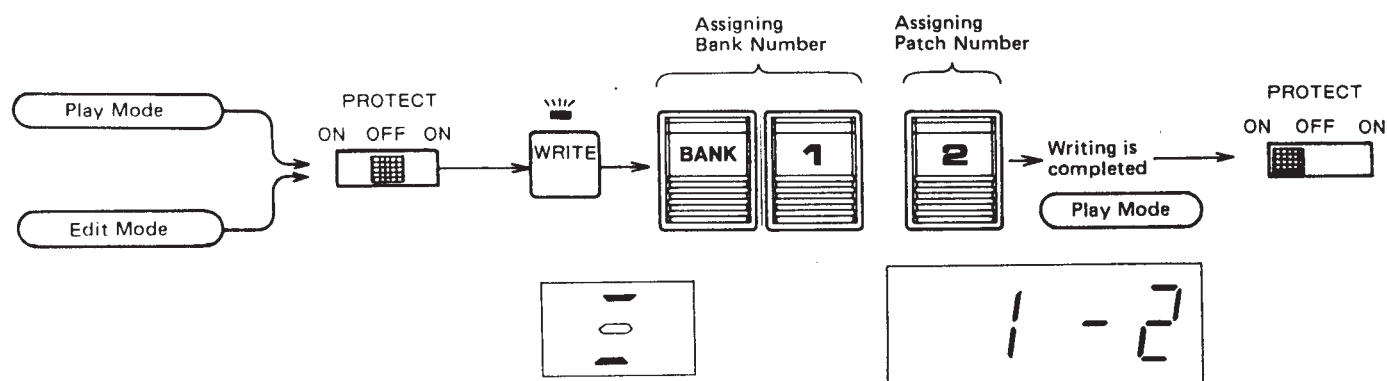 Assigning
Bank Number
Assigning
Patch Number
Play Mode
Edit Mode
PROTECT
ON OFF ON
WRITE
BANK
1
2
Writing is
completed
Play Mode
PROTECT
ON OFF ON
1 - 2